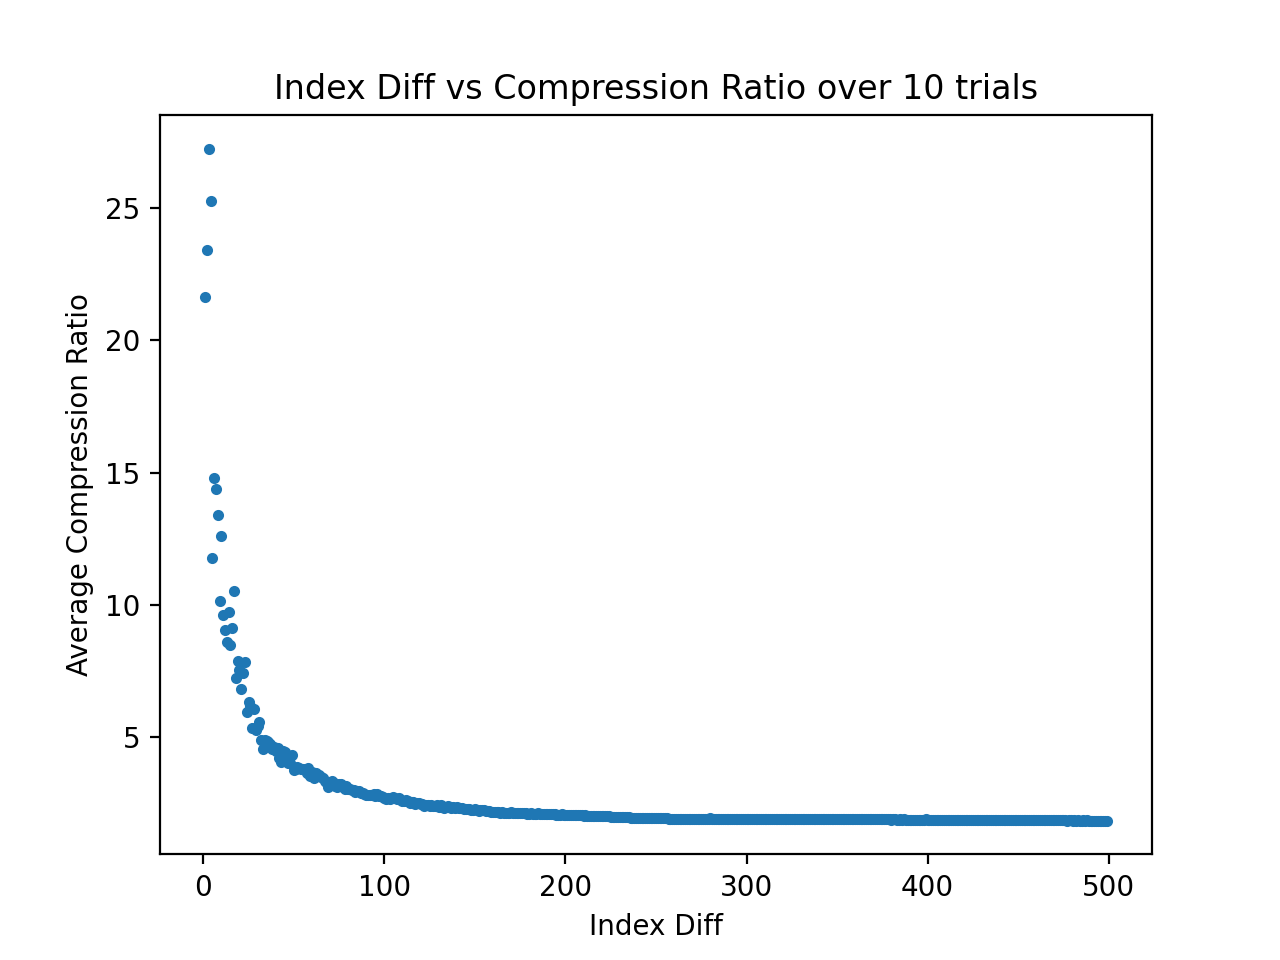 Index Diff vs Compression Ratio over 10 trials
Average Compression Ratio
25
20
15
10
5
0 100 200 300 400 500
Index Diff